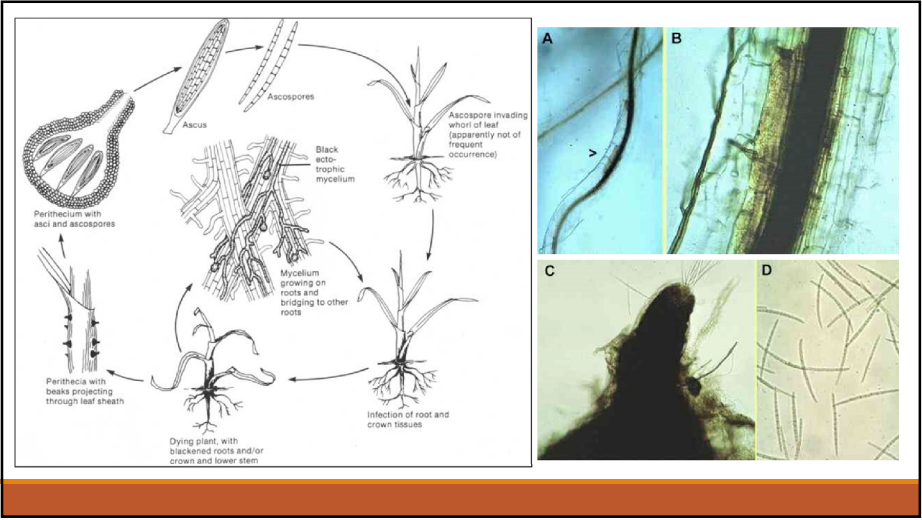 Ascus
Ascospores
Ascospore invading
whorl of leaf
(apparently not of
frequent
occurrence)
Perithecium with
asci and ascospores
Black
ecto-
trophic
mycelium
Mycelium
growing on
roots and
bridging to other
roots
Perithecia with
beaks projecting
through leaf sheath
Dying plant, with
blackened roots and/or
crown and lower stem
Infection of root and
crown tissues
A
B
>
C
D